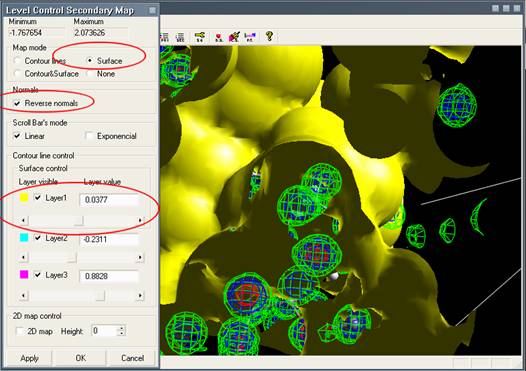 Level Control Secondary Map
Minimum Maximum
-1.767654 2.073626
Map mode
Contour lines Surface
Contour&Surface None
Normals
Reverse normals
Scroll Bar's mode
Linear Exponencial
Contour line control
Surface control
Layer visible Layer value
Layer1 0.0377
Layer2 -0.2311
Layer3 0.8828
2D map control
2D map Height: 0
Apply OK Cancel